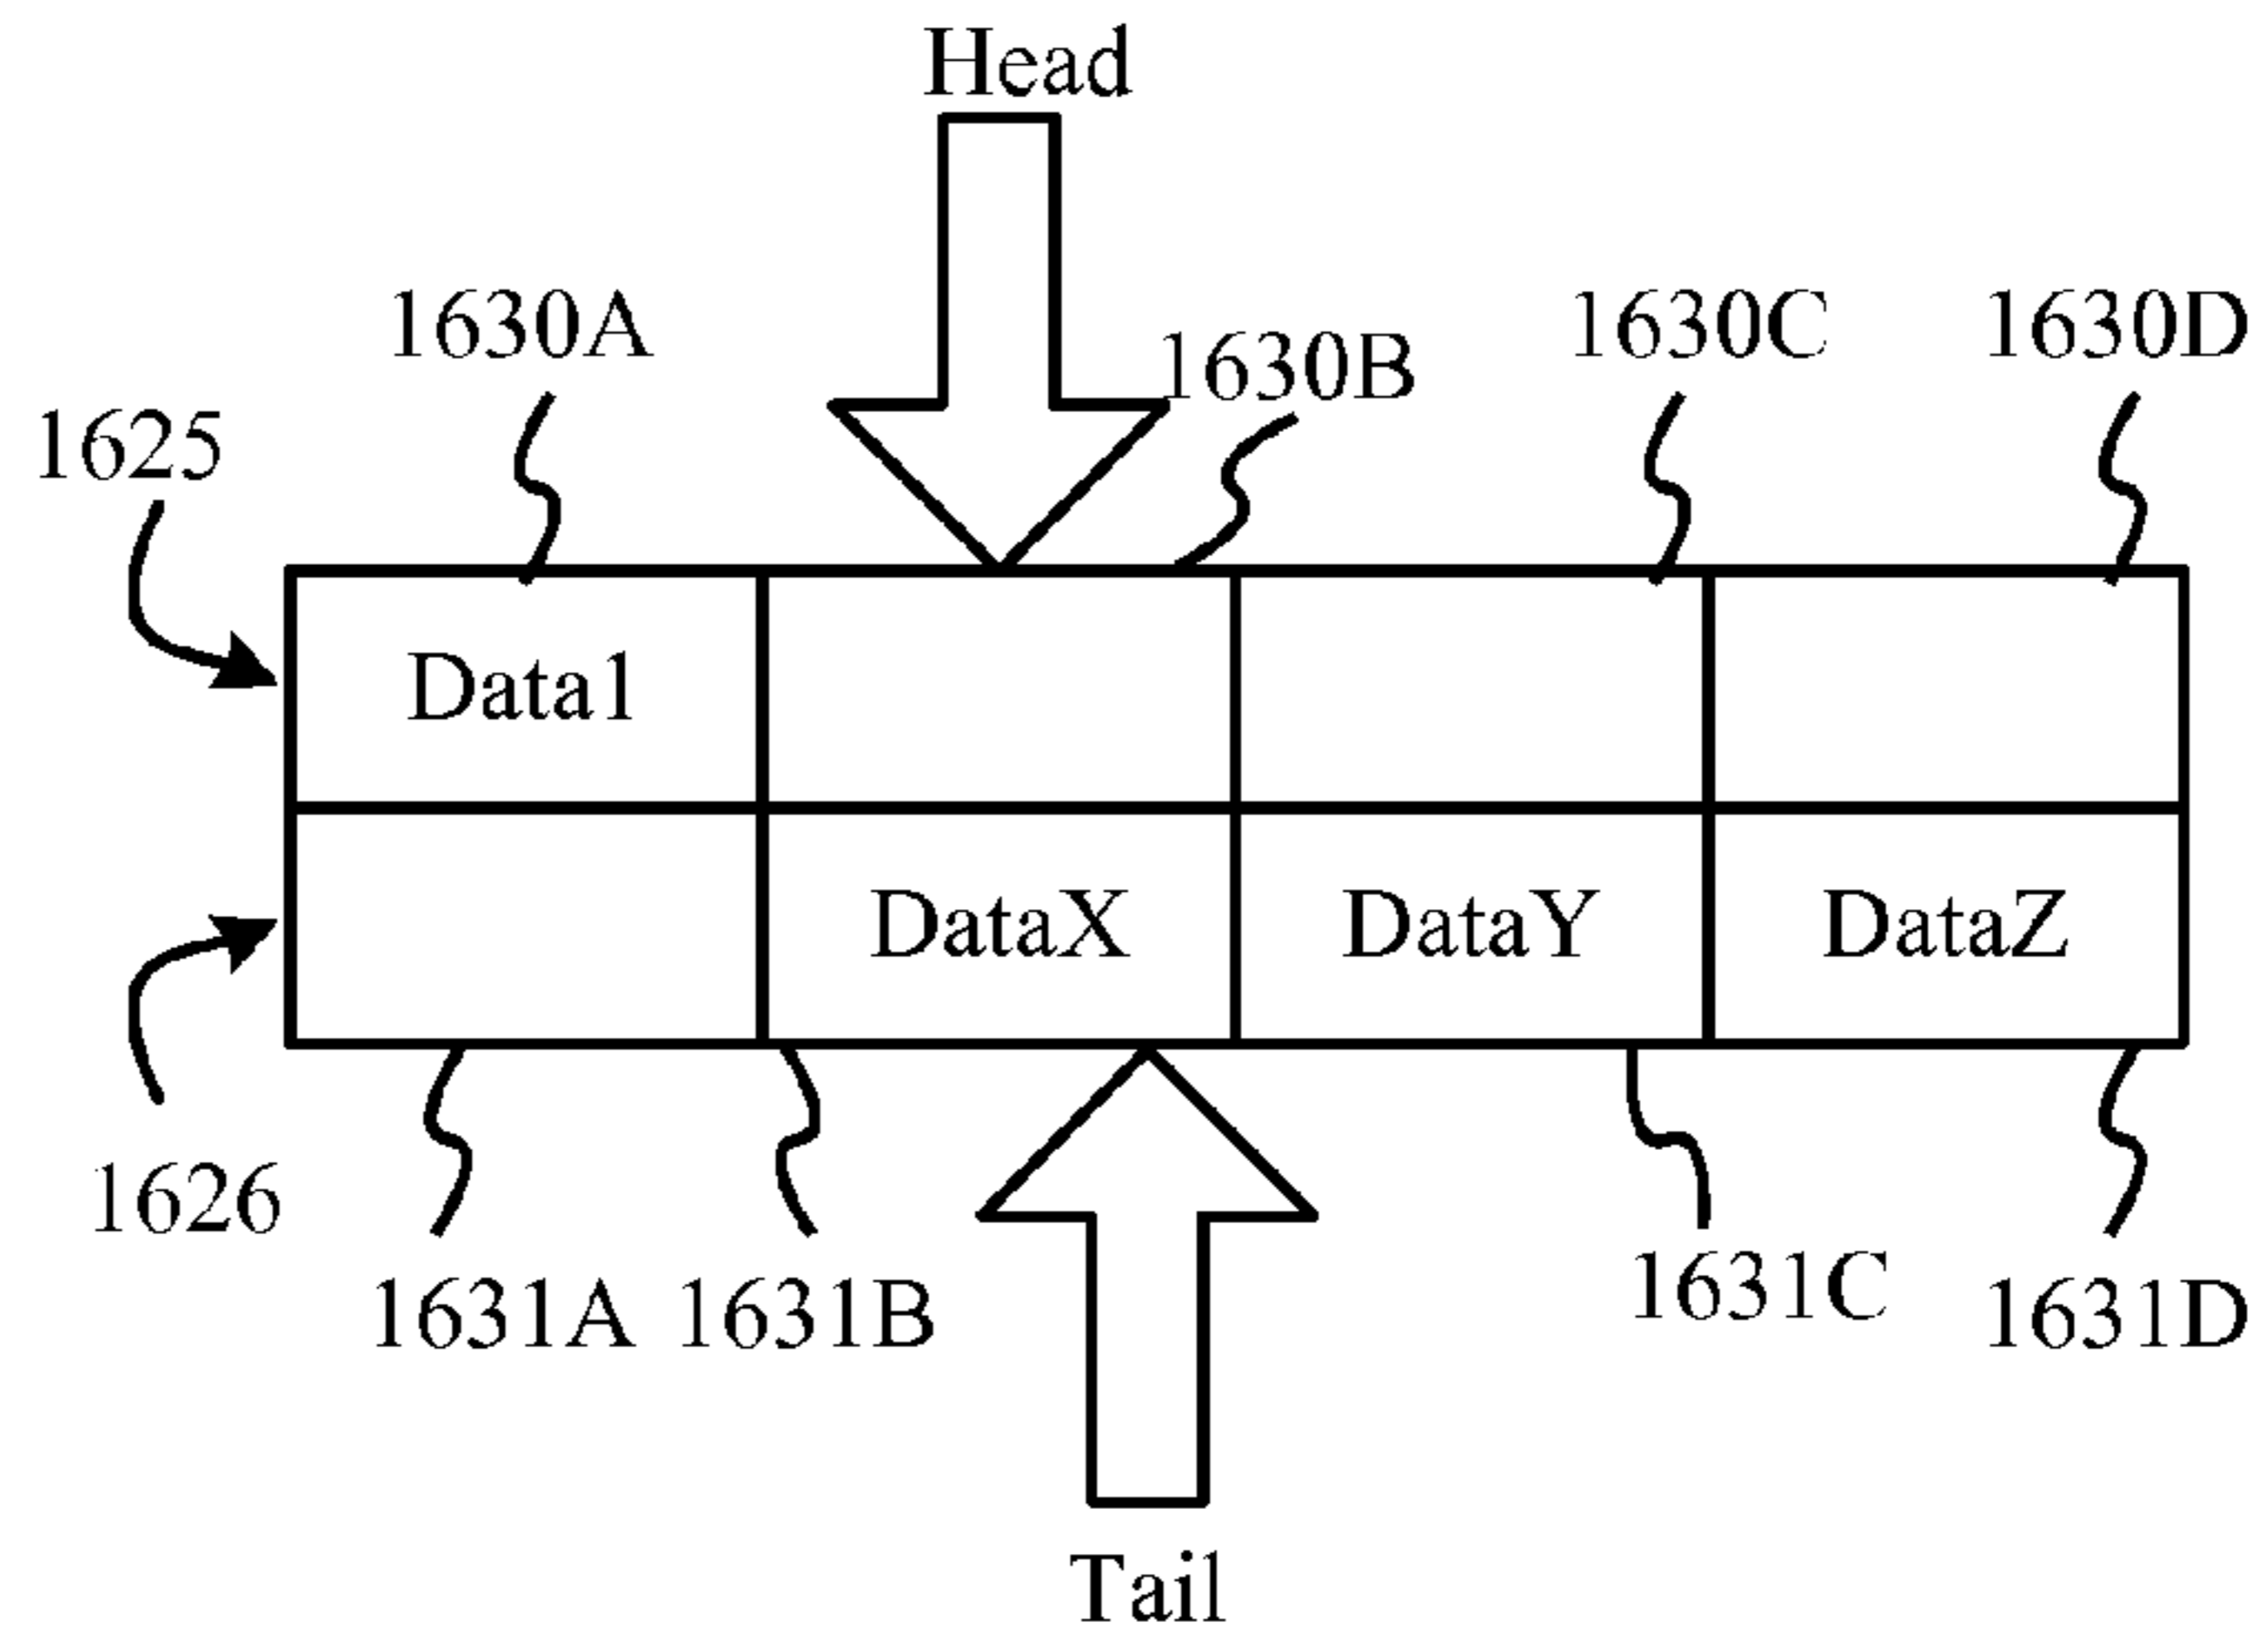 Head
1630A
1630B
1630C
1630D
1625
Data1
DataX
DataY
DataZ
1626
1631A
1631B
1631C
1631D
Tail